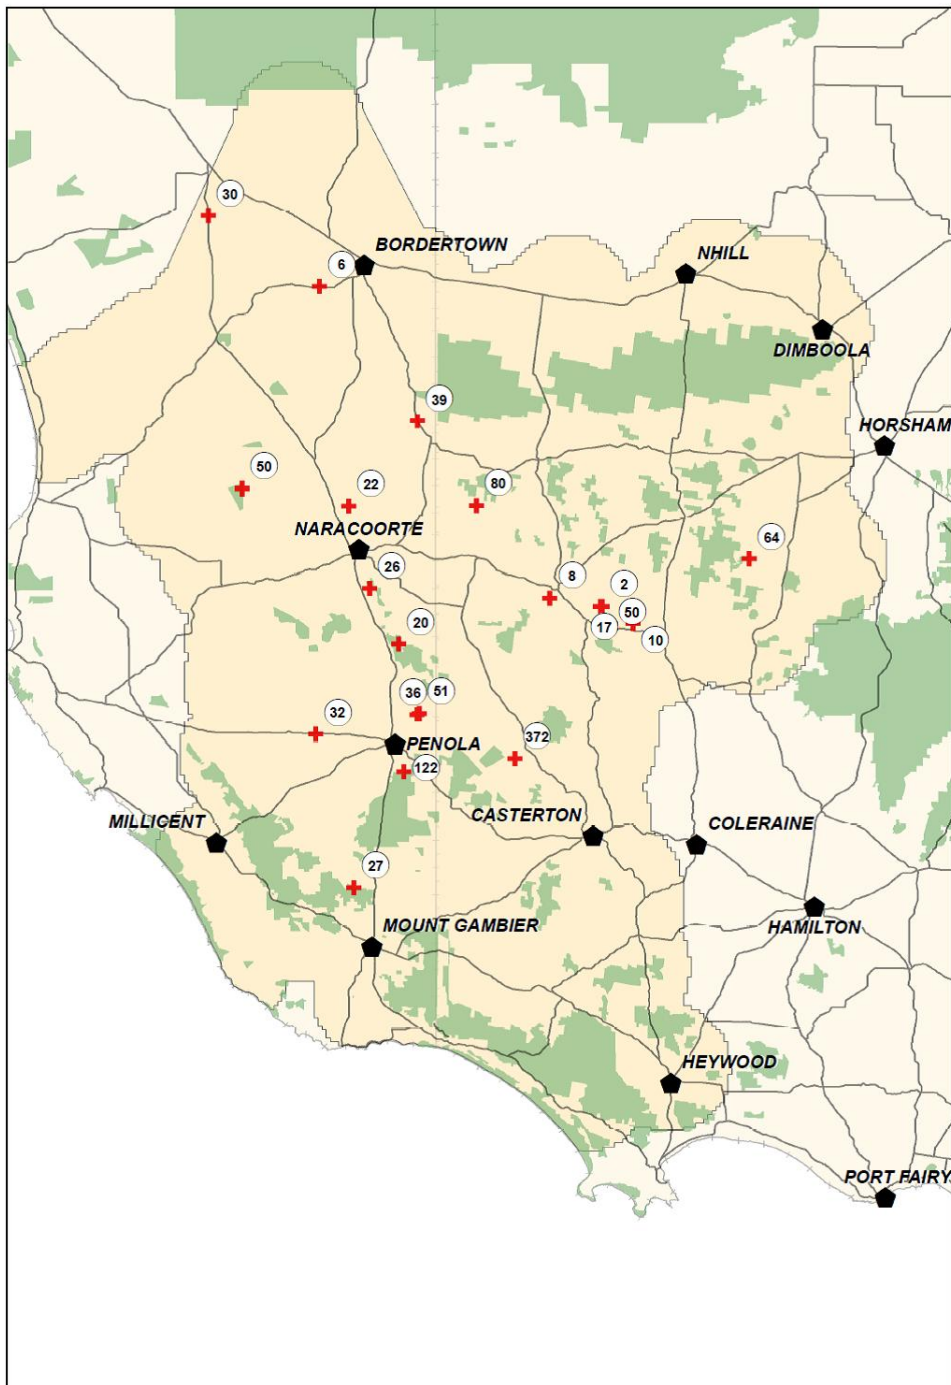 30
BORDERTOWN
6
NHILL
DIMBOOLA
39
HORSHAM
50
22
80
NARACOORTE
64
26
8
2
50
20
17
10
36
51
32
372
PENOLA
122
MILLICENT
CASTERTON
COLERAINE
27
HAMILTON
MOUNT GAMBIER
HEYWOOD
PORT FAIRY